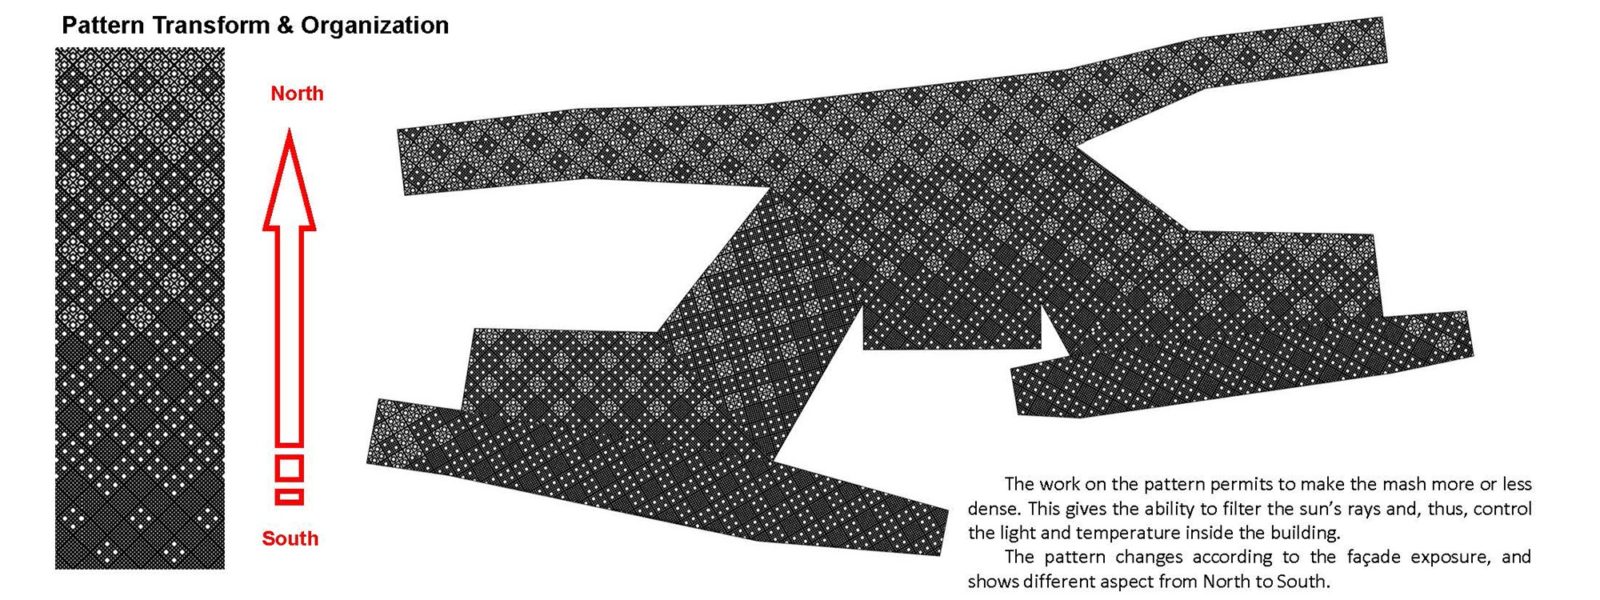 Pattern Transform & Organization
North
South
The work on the pattern permits to make the mash more or less
dense. This gives the ability to filter the sun's rays and, thus, control
the light and temperature inside the building.
The pattern changes according to the façade exposure, and
shows different aspect from North to South.